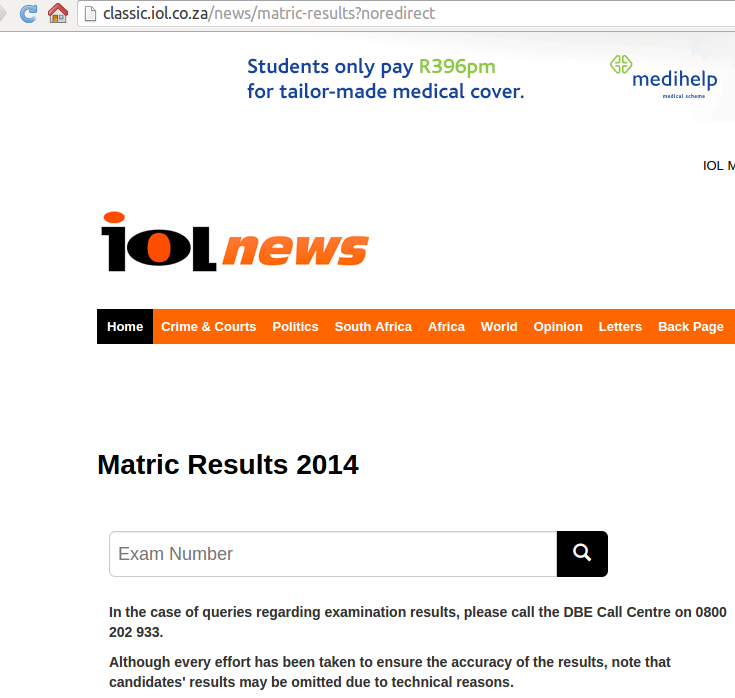 classic.iol.co.za/news/matric-results?noredirect
Students only pay R396pm
for tailor-made medical cover.
medihelp
medical scheme
IOL M
iOL news
Home Crime & Courts Politics South Africa Africa World Opinion Letters Back Page
Matric Results 2014
Exam Number
In the case of queries regarding examination results, please call the DBE Call Centre on 0800
202 933.
Although every effort has been taken to ensure the accuracy of the results, note that
candidates' results may be omitted due to technical reasons.